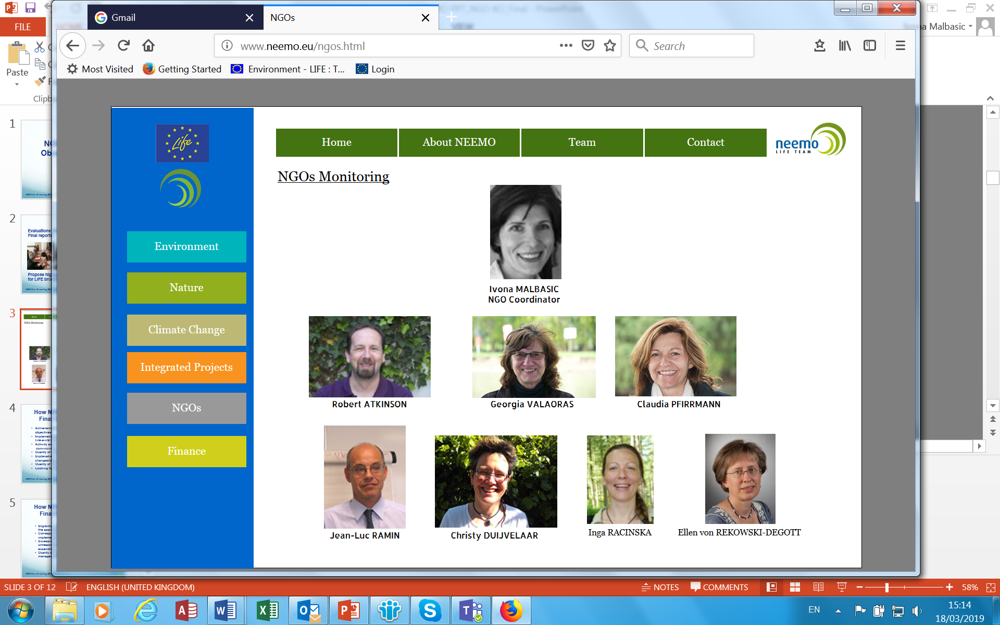 Gmail
NGOs
FILE
Malbasic
www.neemo.eu/ngos.html
Search
Most Visited
Getting Started
Environment - LIFE : T...
Login
Paste
Life
Home
About NEEMO
Team
Contact
neemo
LIFE TEAM
NGOs Monitoring
Ivona MALBASIC
NGO Coordinator
Environment
Nature
Climate Change
Integrated Projects
NGOs
Finance
Robert ATKINSON
Georgia VALAORAS
Claudia PFIRRMANN
Jean-Luc RAMIN
Christy DUIJVELAAR
Inga RACINSKA
Ellen von REKOWSKI-DEGOTT
1
2
Evaluations
Final reports
3
4
5
SLIDE 3 OF 12
ENGLISH (UNITED KINGDOM)
NOTES
COMMENTS
58%
EN
15:14
18/03/2019